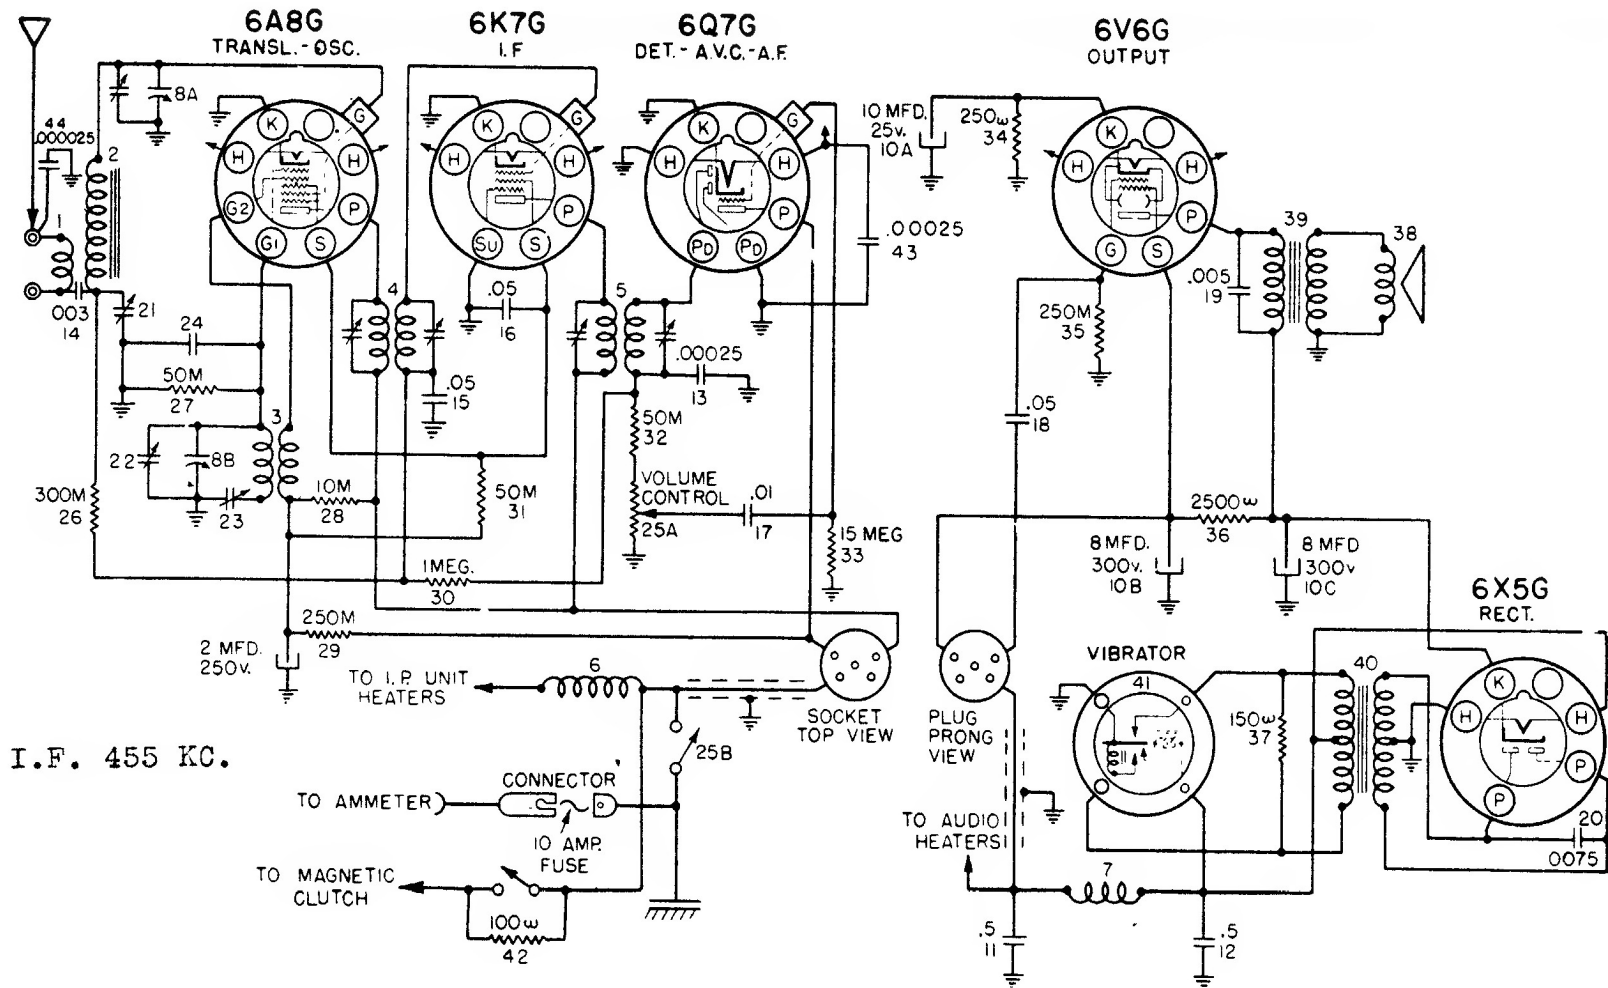 6A8G
TRANSL.-OSC.
6K7G
I.F
6Q7G
DET.-A.V.C.-A.F.
6V6G
OUTPUT
44
.000025
2
8A
K
G
H
H
G2
P
G1
S
K
G
H
H
P
SU
S
K
G
H
H
P
PD
PD
10 MFD.
25v.
10A
250ω
34
K
H
H
P
G
S
1
003
14
21
24
50M
27
4
.05
16
.05
15
5
.00025
13
.00025
43
.005
19
39
38
250M
35
.05
18
3
22
8B
23
300M
26
10M
28
50M
31
50M
32
VOLUME
CONTROL
25A
.01
17
15 MEG
33
1MEG.
30
250M
29
2 MFD.
250v.
2500ω
36
8 MFD.
300v.
10B
8 MFD
300v
10C
6X5G
RECT.
TO I.P. UNIT
HEATERS
6
SOCKET
TOP VIEW
PLUG
PRONG
VIEW
VIBRATOR
41
150ω
37
40
K
H
H
P
P
20
0075
I.F. 455 KC.
25B
CONNECTOR
TO AMMETER
10 AMP.
FUSE
TO MAGNETIC
CLUTCH
100ω
42
TO AUDIO
HEATERS
7
.5
11
.5
12